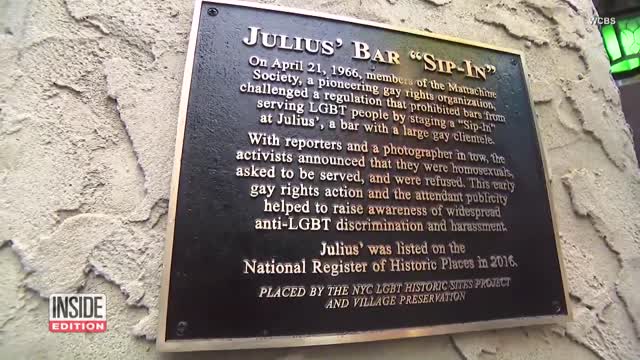 WCBS
JULIUS' BAR "SIP-IN"
On April 21, 1966, members of the Mattachine
Society, a pioneering gay rights organization,
challenged a regulation that prohibited bars from
serving LGBT people by staging a "Sip-In"
at Julius', a bar with a large gay clientele.
With reporters and a photographer in tow, the
activists announced that they were homosexuals,
asked to be served, and were refused. This early
gay rights action and the attendant publicity
helped to raise awareness of widespread
anti-LGBT discrimination and harassment.
Julius' was listed on the
National Register of Historic Places in 2016.
PLACED BY THE NYC LGBT HISTORIC SITES PROJECT
AND VILLAGE PRESERVATION
INSIDE
EDITION